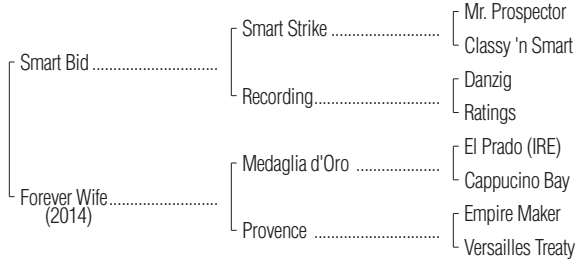 Mr. Prospector
Smart Strike ..........................
Classy 'n Smart
Smart Bid ..............................
Danzig
Recording..............................
Ratings
El Prado (IRE)
Medaglia d'Oro ....................
Cappucino Bay
Forever Wife..........................
(2014)
Empire Maker
Provence ..............................
Versailles Treaty